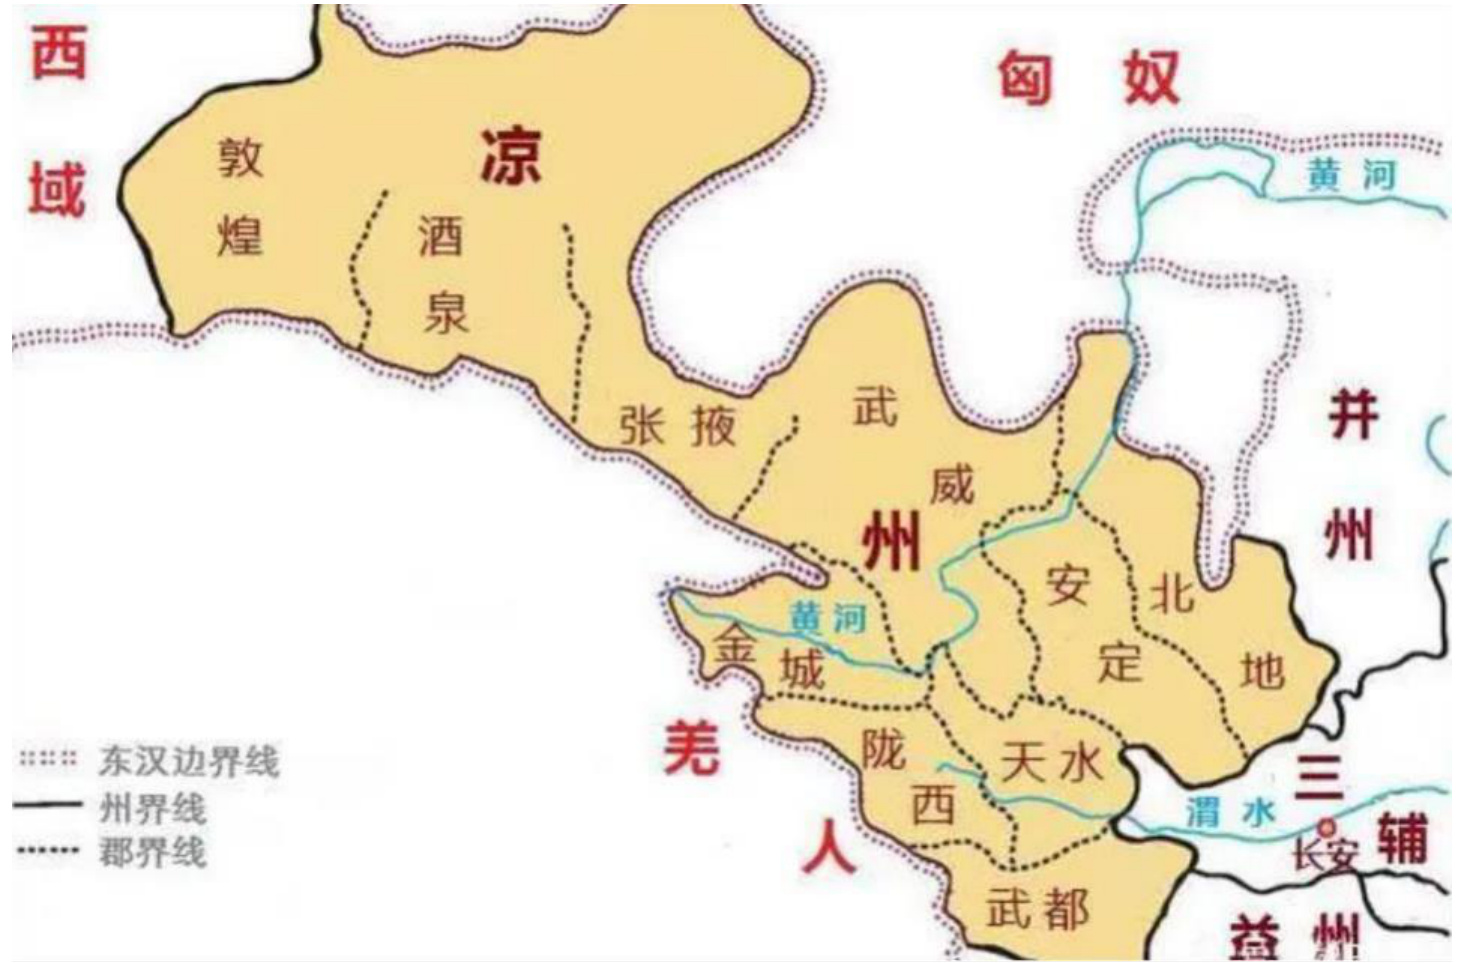 西域
匈奴
凉州
敦煌
酒泉
张掖
武威
黄河
并州
安定
北地
黄河
金城
陇西
天水
羌人
武都
三辅
渭水
长安
益州
东汉边界线
州界线
郡界线